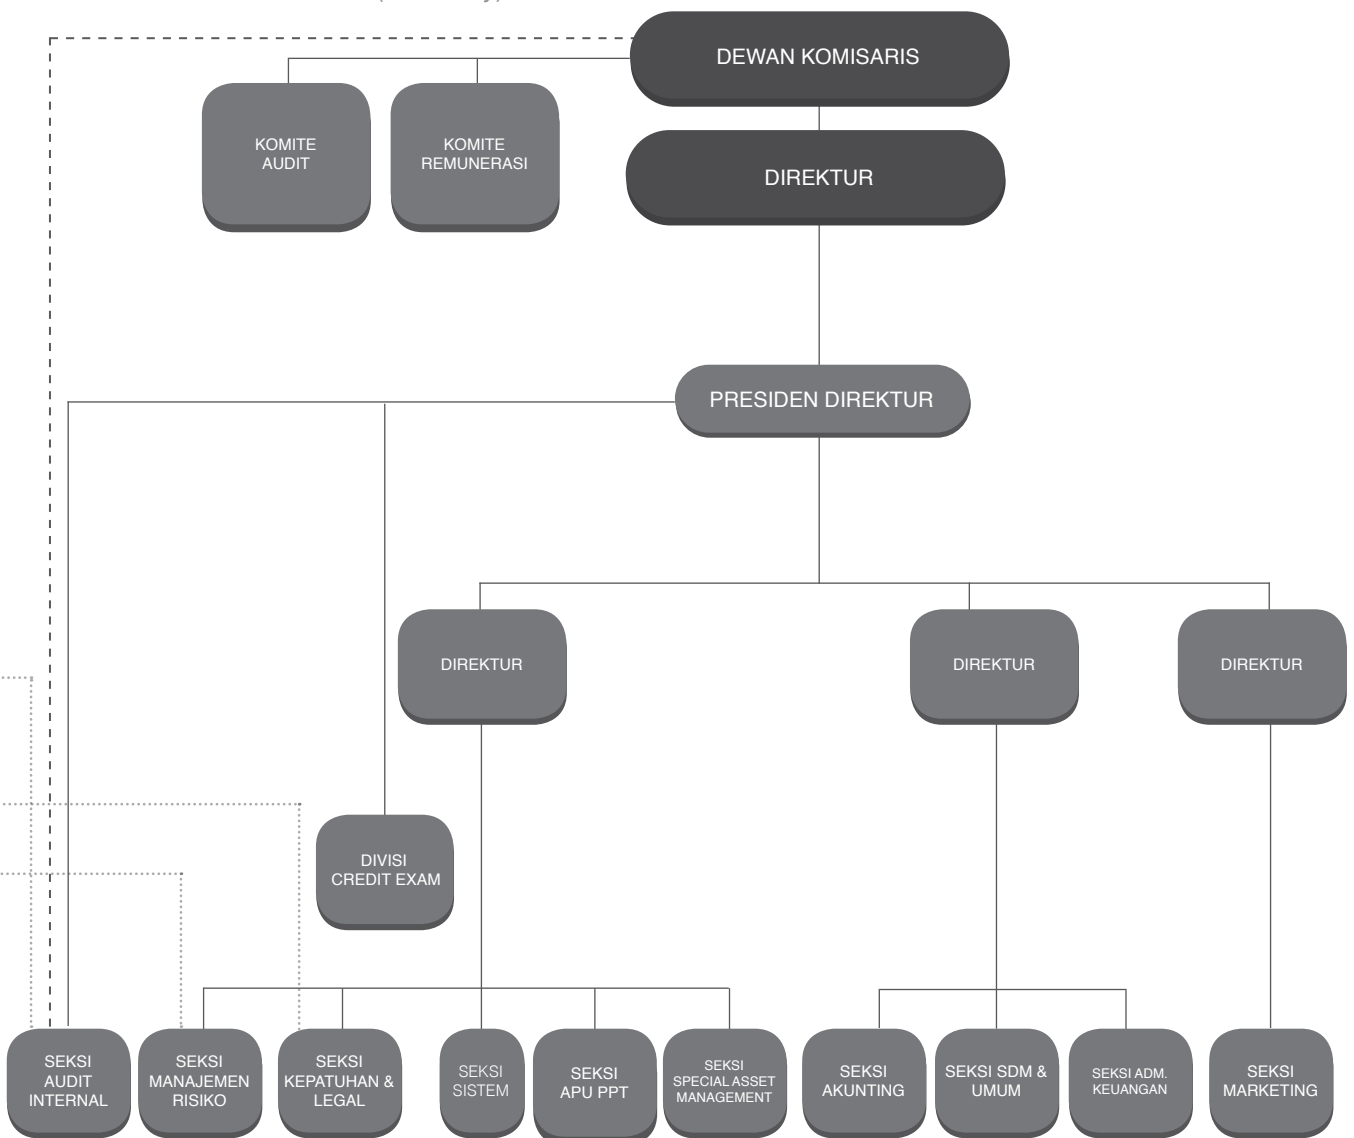 DEWAN KOMISARIS
KOMITE
AUDIT
KOMITE
REMUNERASI
DIREKTUR
PRESIDEN DIREKTUR
DIREKTUR
DIREKTUR
DIREKTUR
DIVISI
CREDIT EXAM
SEKSI
AUDIT
INTERNAL
SEKSI
MANAJEMEN
RISIKO
SEKSI
KEPATUHAN &
LEGAL
SEKSI
SISTEM
SEKSI
APU PPT
SEKSI
SPECIAL ASSET
MANAGEMENT
SEKSI
AKUNTING
SEKSI SDM &
UMUM
SEKSI ADM.
KEUANGAN
SEKSI
MARKETING